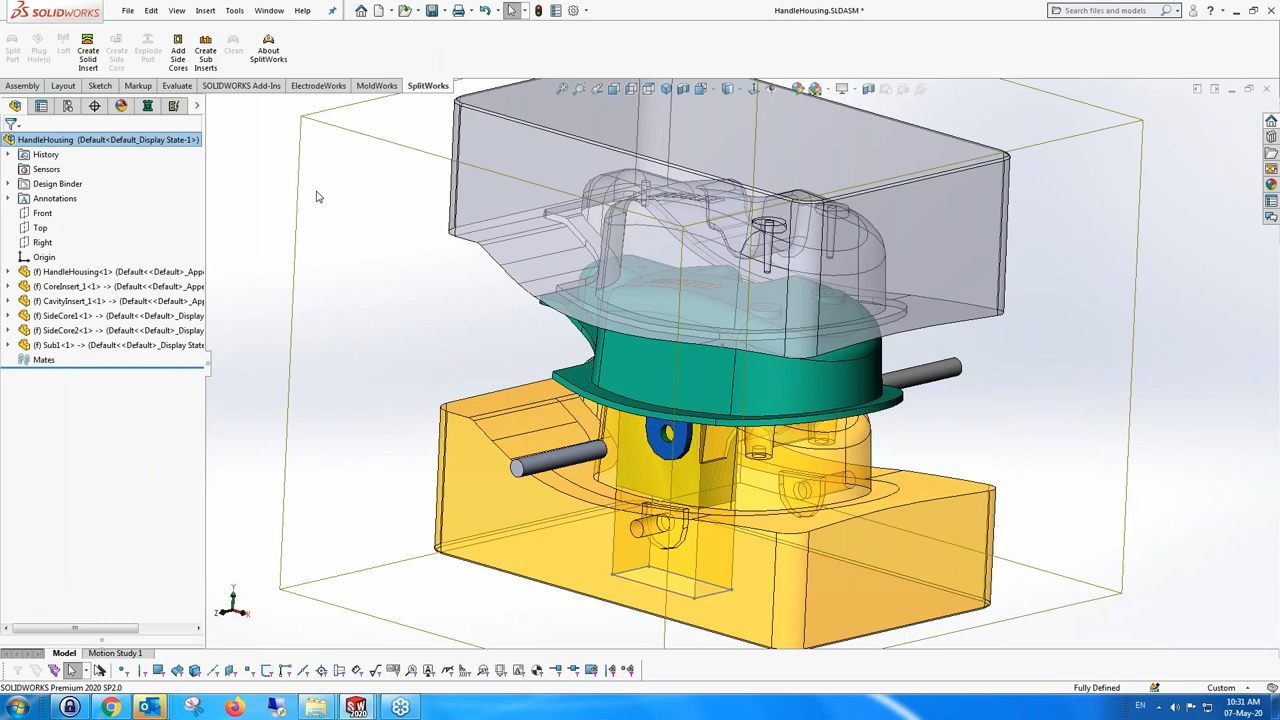 SOLIDWORKS File Edit View Insert Tools Window Help HandleHousing.SLDASM * Search files and models
Split Part Plug Hole(s) Loft Create Solid Insert Create Side Core Explode Part Add Side Cores Create Sub Inserts Clean About SplitWorks
Assembly Layout Sketch Markup Evaluate SOLIDWORKS Add-Ins ElectrodeWorks MoldWorks SplitWorks
HandleHousing (Default<Default_Display State-1>)
History
Sensors
Design Binder
Annotations
Front
Top
Right
Origin
(f) HandleHousing<1> (Default<<Default>_Appe
(f) CoreInsert_1<1> -> (Default<<Default>_App
(f) CavityInsert_1<1> -> (Default<<Default>_Ap
(f) SideCore1<1> -> (Default<<Default>_Display
(f) SideCore2<1> -> (Default<<Default>_Display
(f) Sub1<1> -> (Default<<Default>_Display State
Mates
Y
Z
X
Model Motion Study 1
SOLIDWORKS Premium 2020 SP2.0 Fully Defined Custom
2020 EN 10:31 AM
07-May-20